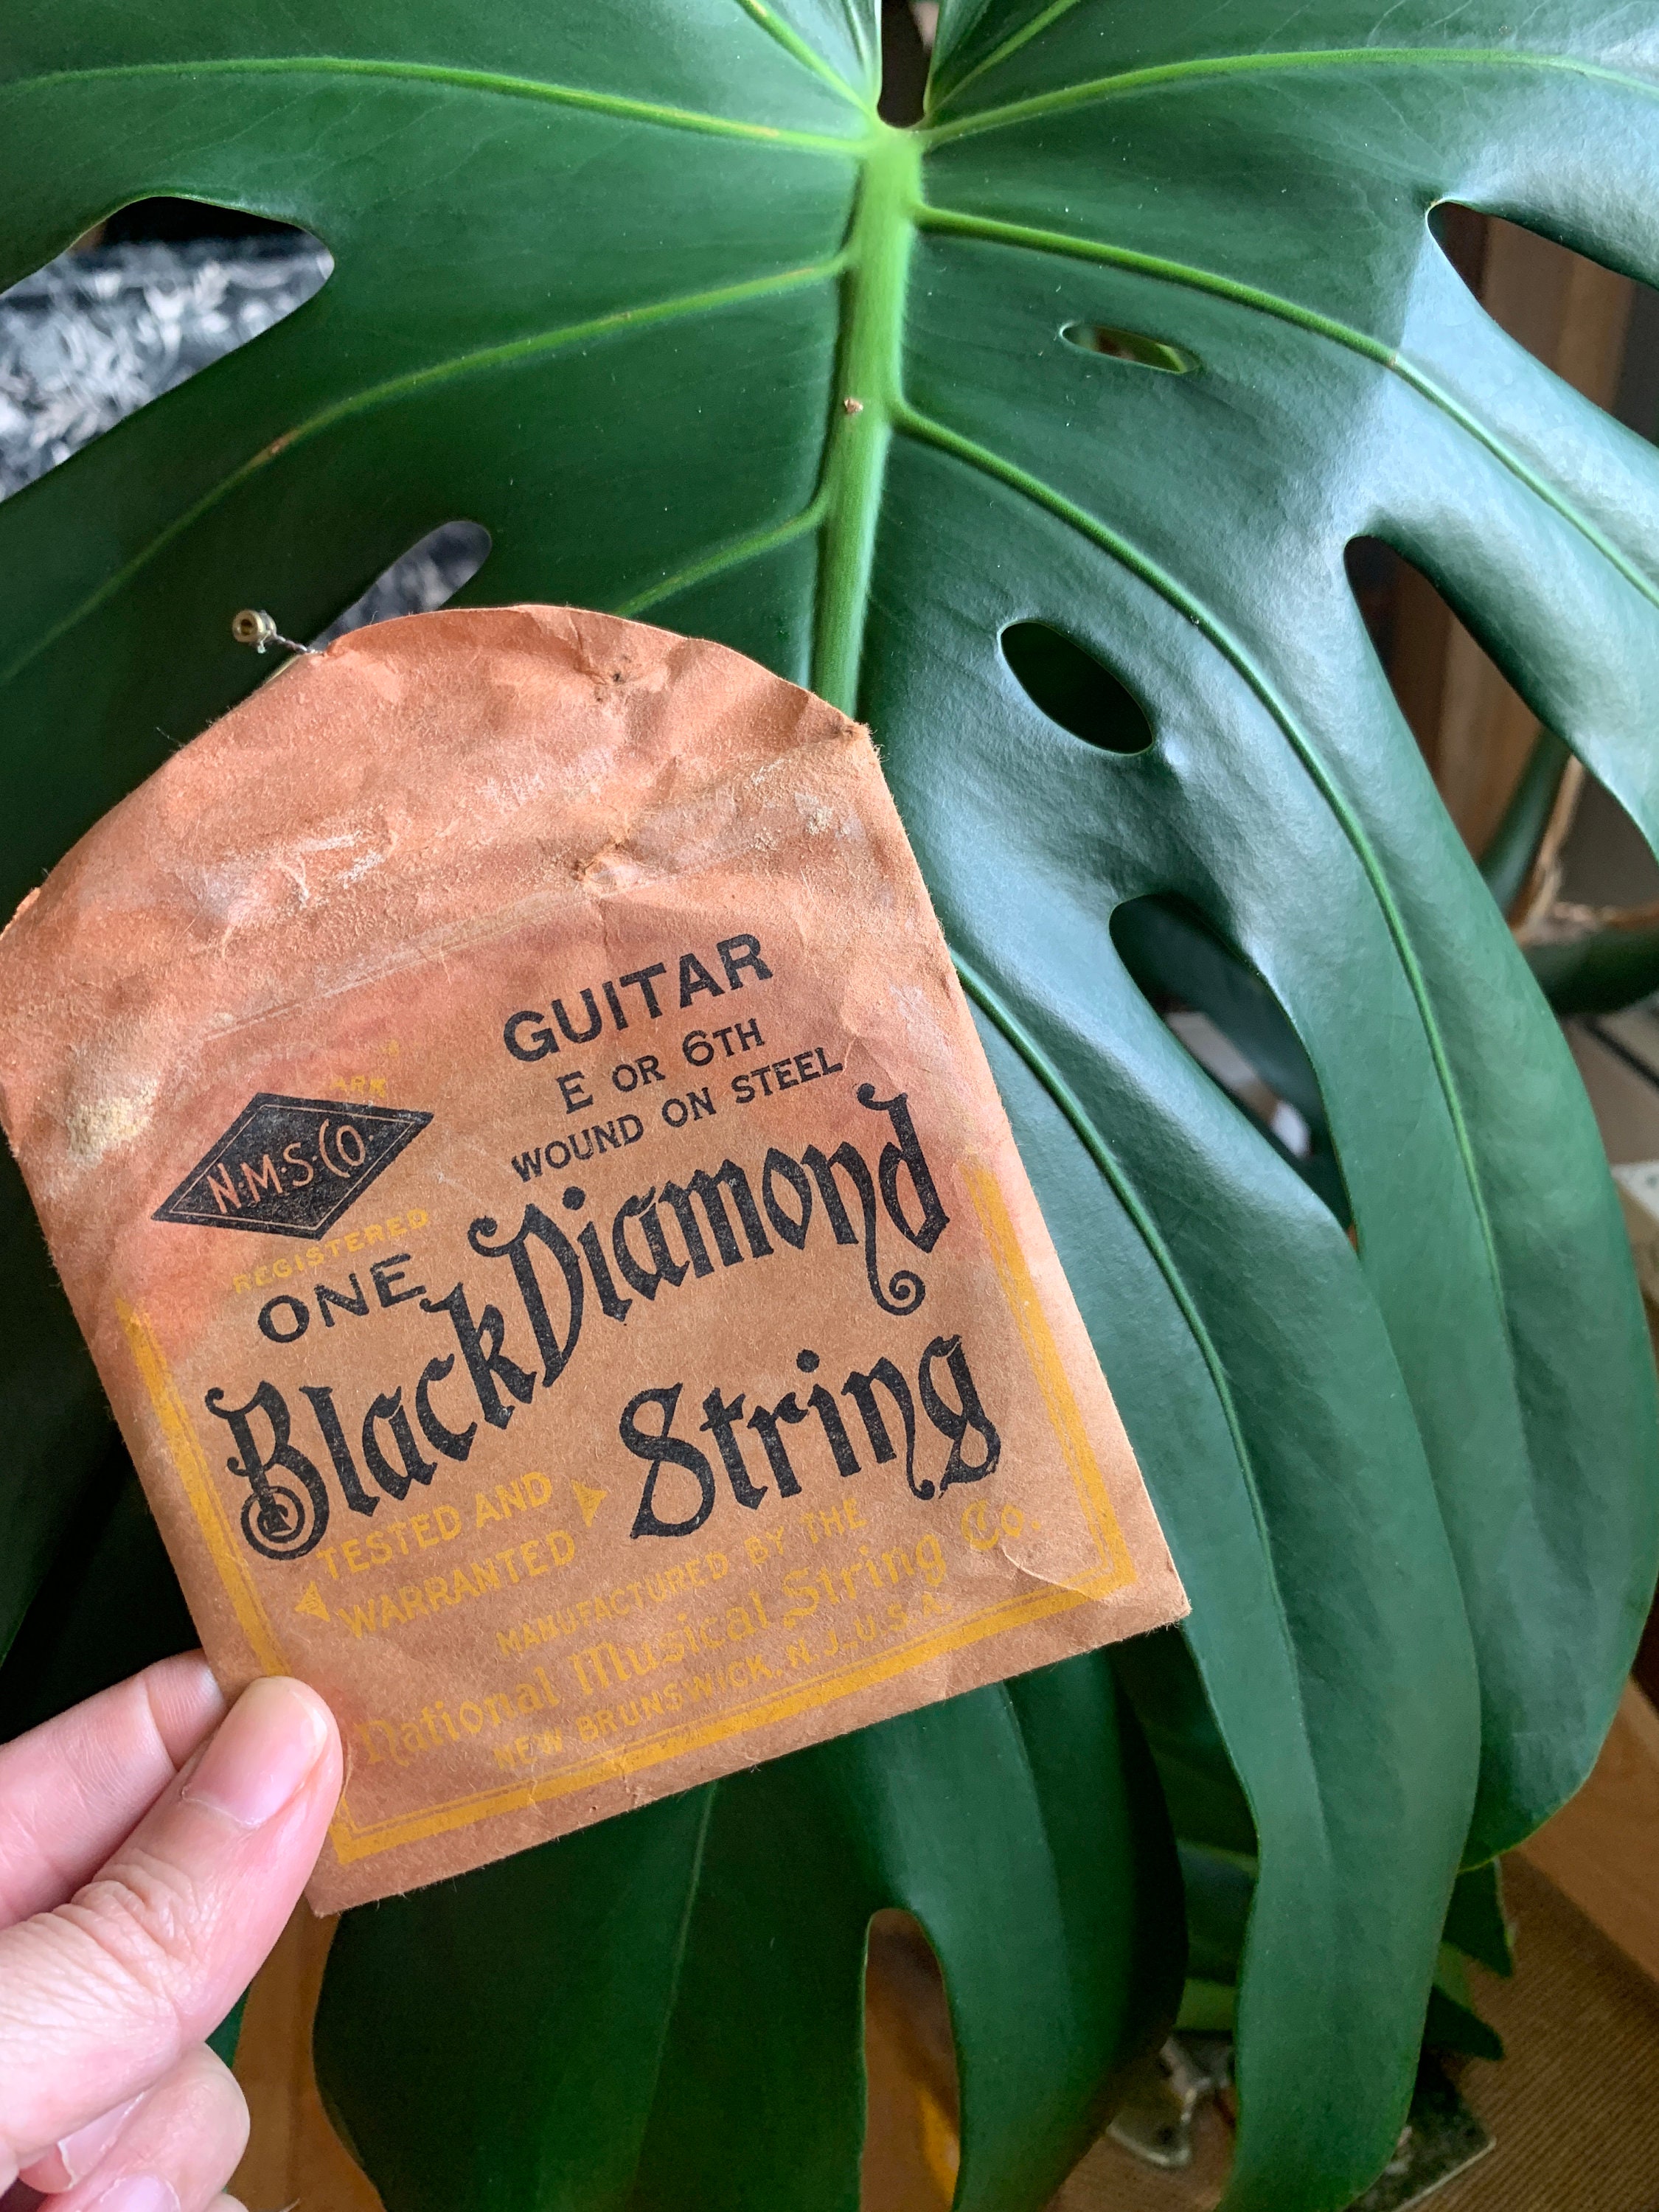 GUITAR
E OR 6TH
WOUND ON STEEL
N·M·S·CO.
REGISTERED
ONE
Black Diamond
String
TESTED AND
WARRANTED
MANUFACTURED BY THE
National Musical String Co.
NEW BRUNSWICK, N.J., U.S.A.